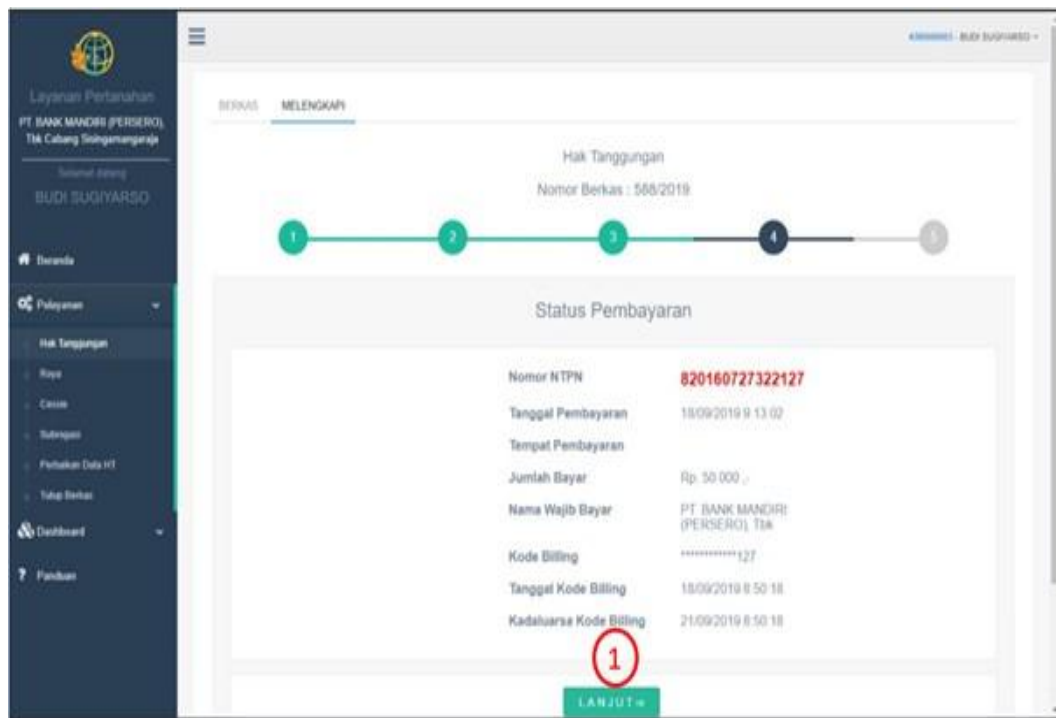 Layanan Pertanahan
PT. BANK MANDIRI (PERSERO),
Tbk Cabang Sisingamangaraja
Selamat datang
BUDI SUGIYARSO
Beranda
Pelayanan
Hak Tanggungan
Roya
Cessie
Subrogasi
Perbaikan Data HT
Tutup Berkas
Dashboard
? Panduan
- BUDI SUGIYARSO
BERKAS MELENGKAPI
Hak Tanggungan
Nomor Berkas : 588/2019
1 2 3 4 5
Status Pembayaran
Nomor NTPN 820160727322127
Tanggal Pembayaran 18/09/2019 9:13:02
Tempat Pembayaran
Jumlah Bayar Rp. 50.000 ,-
Nama Wajib Bayar PT. BANK MANDIRI
(PERSERO), Tbk
Kode Billing *************127
Tanggal Kode Billing 18/09/2019 8:50:18
Kadaluarsa Kode Billing 21/09/2019 8:50:18
1
LANJUT